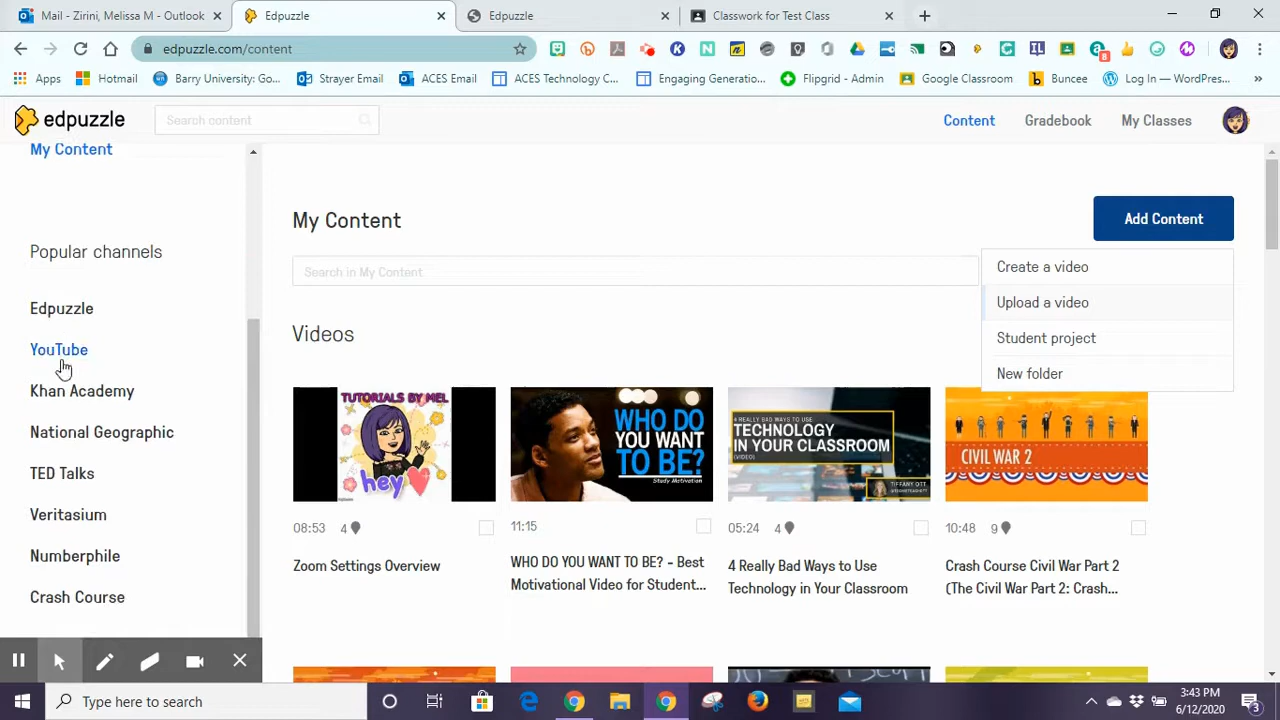 Mail - Zirini, Melissa M - Outlook
Edpuzzle
Edpuzzle
Classwork for Test Class
edpuzzle.com/content
8
Apps
Hotmail
Barry University: Go...
Strayer Email
ACES Email
ACES Technology C...
Engaging Generatio...
Flipgrid - Admin
Google Classroom
Buncee
Log In — WordPres...
edpuzzle
Search content
Content
Gradebook
My Classes
My Content
Popular channels
Edpuzzle
YouTube
Khan Academy
National Geographic
TED Talks
Veritasium
Numberphile
Crash Course
My Content
Add Content
Search in My Content
Create a video
Upload a video
Student project
New folder
Videos
TUTORIALS BY MEL
hey
08:53 4
Zoom Settings Overview
WHO DO
YOU WANT
TO BE?
Study Motivation
11:15
WHO DO YOU WANT TO BE? - Best
Motivational Video for Student...
4 REALLY BAD WAYS TO USE
TECHNOLOGY
IN YOUR CLASSROOM
(VIDEO)
TIFFANY OTT
05:24 4
4 Really Bad Ways to Use
Technology in Your Classroom
CIVIL WAR 2
10:48 9
Crash Course Civil War Part 2
(The Civil War Part 2: Crash...
Type here to search
3:43 PM
6/12/2020
3